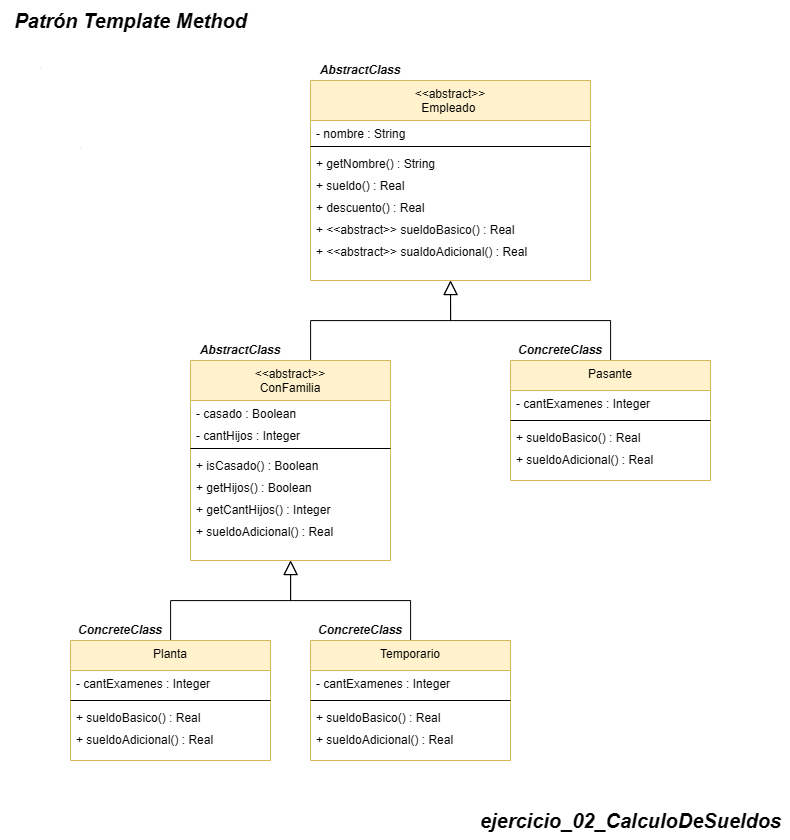 Patrón Template Method
AbstractClass
<<abstract>>
Empleado
- nombre : String
+ getNombre() : String
+ sueldo() : Real
+ descuento() : Real
+ <<abstract>> sueldoBasico() : Real
+ <<abstract>> sualdoAdicional() : Real
AbstractClass
<<abstract>>
ConFamilia
- casado : Boolean
- cantHijos : Integer
+ isCasado() : Boolean
+ getHijos() : Boolean
+ getCantHijos() : Integer
+ sueldoAdicional() : Real
ConcreteClass
Pasante
- cantExamenes : Integer
+ sueldoBasico() : Real
+ sueldoAdicional() : Real
ConcreteClass
Planta
- cantExamenes : Integer
+ sueldoBasico() : Real
+ sueldoAdicional() : Real
ConcreteClass
Temporario
- cantExamenes : Integer
+ sueldoBasico() : Real
+ sueldoAdicional() : Real
ejercicio_02_CalculoDeSueldos